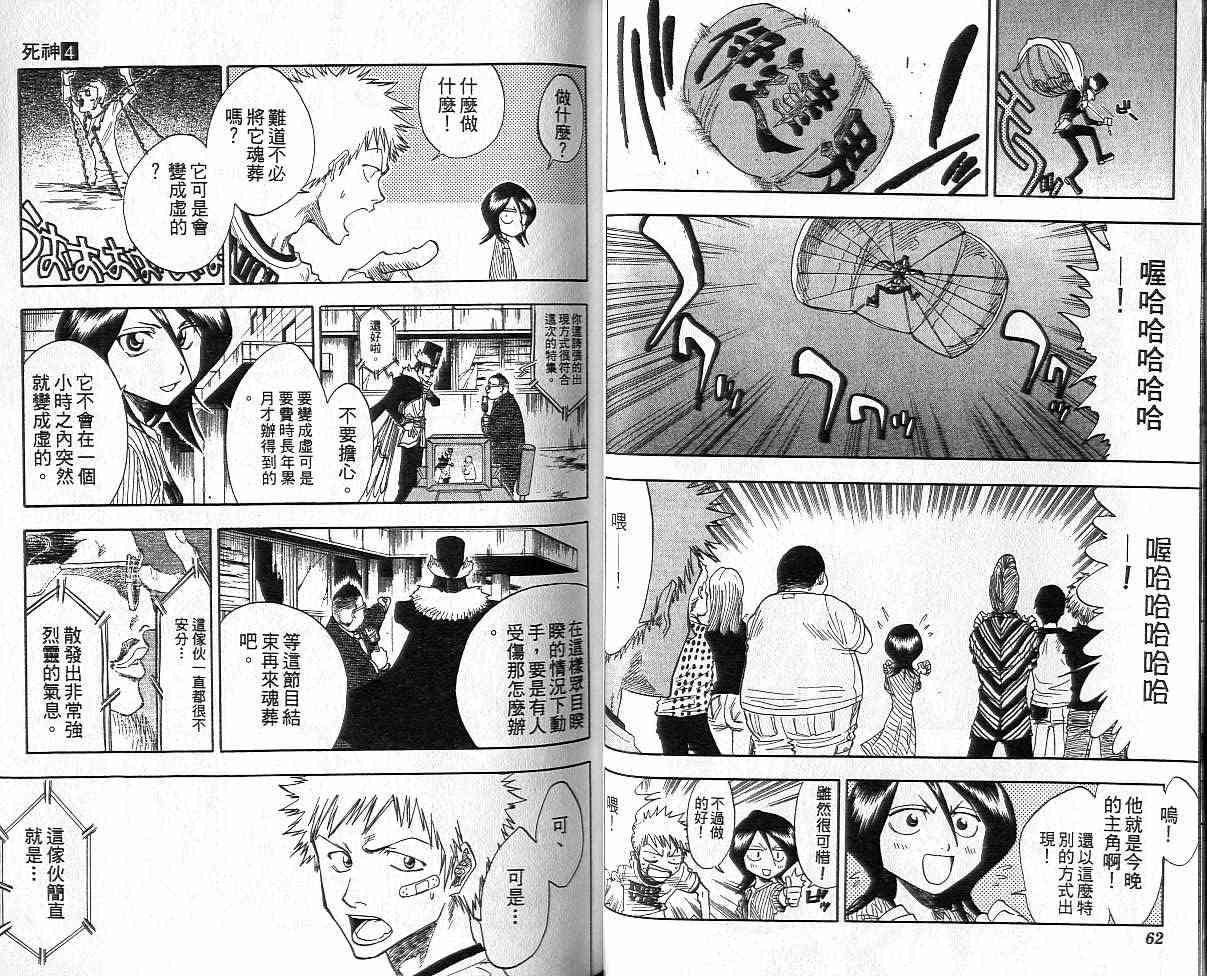 伊道男
喔哈哈哈哈哈
—!
喔哈哈哈哈哈
—!
喂
—!
嗚!
他就是今晚
的主角啊!
還以這麼特
別的方式出
現!
雖然很可惜!
不過做
的好!
喂!
62
死神4
做什麼?
什麼做
什麼!
難道不必
將它魂葬
嗎?
它可是會
變成虛的
?
你這誇張的出
現方式很符合
這次的特集。
還好啦。
不要擔心。
要變成虛可是
要費時長年累
月才辦得到的
。
它不會在一個
小時之內突然
就變成虛的。
在這樣眾目睽
睽的情況下動
手，要是有人
受傷那怎麼辦
。
等這節目結
束再來魂葬
吧。
這傢伙一直都很不
安分…
散發出非常強
烈靈的氣息。
可、
可是…
這傢伙簡直
就是…